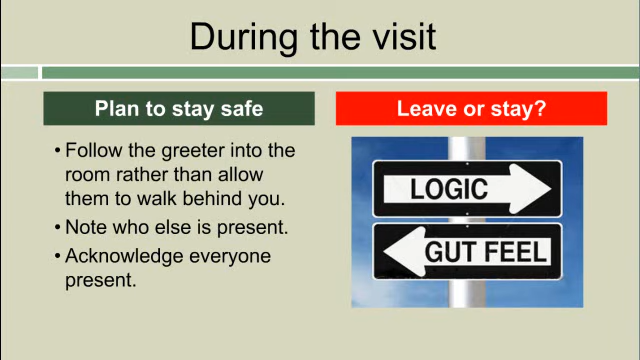 During the visit
Plan to stay safe
• Follow the greeter into the
room rather than allow
them to walk behind you.
• Note who else is present.
• Acknowledge everyone
present.
Leave or stay?
LOGIC
GUT FEEL